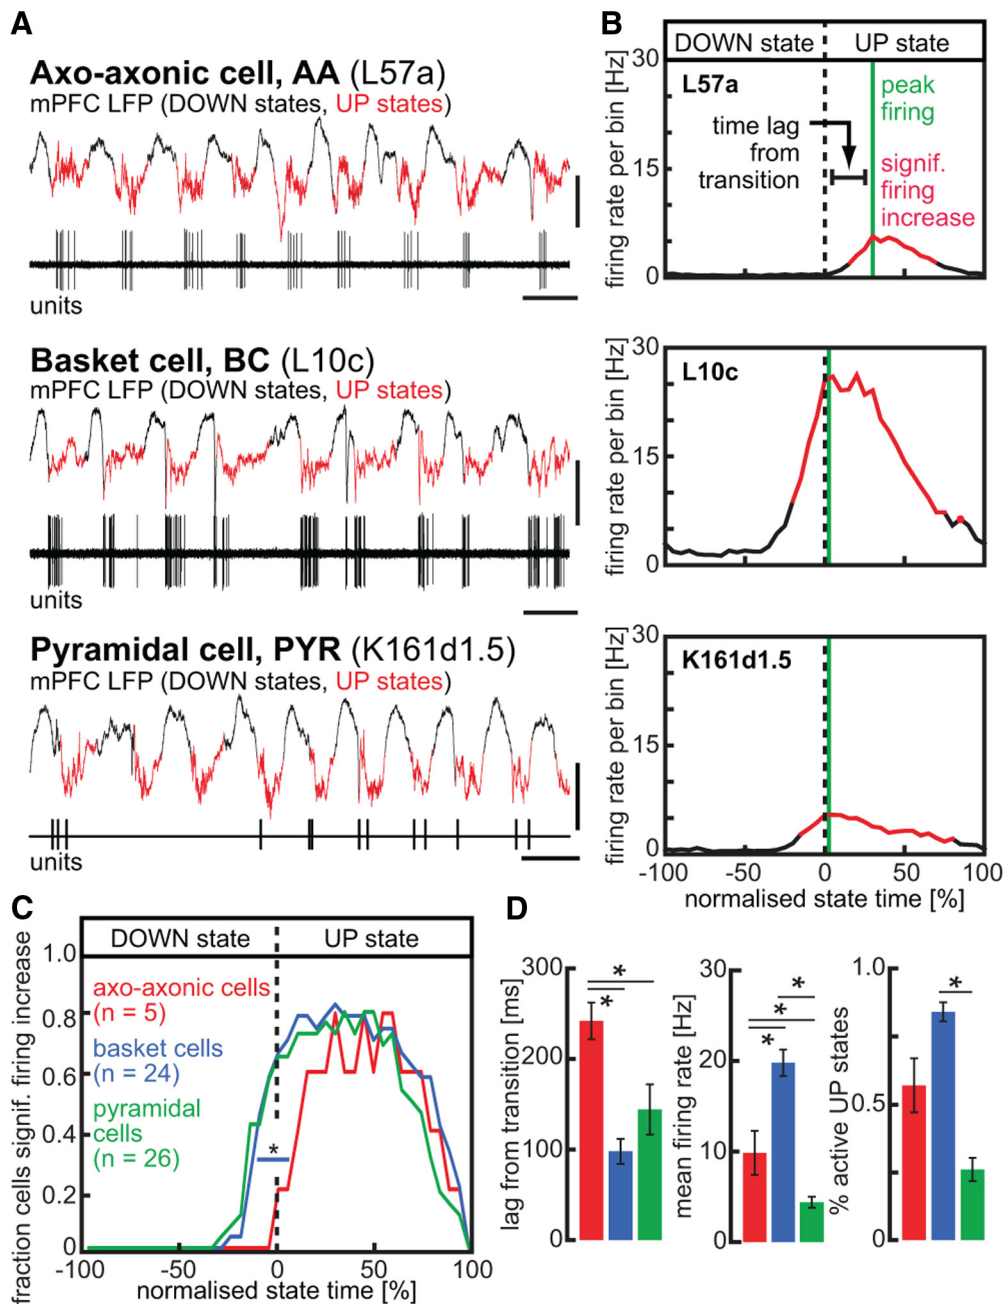 A
Axo-axonic cell, AA (L57a)
mPFC LFP (DOWN states, UP states)
units
Basket cell, BC (L10c)
mPFC LFP (DOWN states, UP states)
units
Pyramidal cell, PYR (K161d1.5)
mPFC LFP (DOWN states, UP states)
units
B
DOWN state UP state
firing rate per bin [Hz]
30
15
0
L57a
time lag
from
transition
peak
firing
signif.
firing
increase
firing rate per bin [Hz]
30
15
0
L10c
firing rate per bin [Hz]
30
15
0
K161d1.5
-100 -50 0 50 100
normalised state time [%]
C
DOWN state UP state
fraction cells signif. firing increase
1.0
0.8
0.6
0.4
0.2
0
axo-axonic cells
(n = 5)
basket cells
(n = 24)
pyramidal
cells
(n = 26)
*
-100 -50 0 50 100
normalised state time [%]
D
lag from transition [ms]
300
200
100
0
*
*
mean firing rate [Hz]
30
20
10
0
*
*
*
% active UP states
1
0.5
0
*